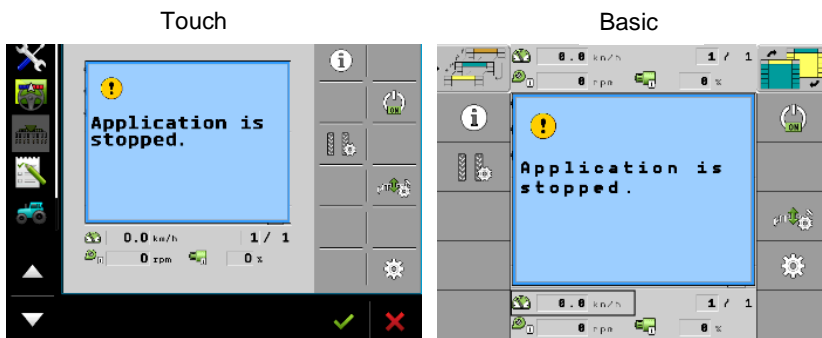 Touch
Basic
Application is
stopped.
0.0 km/h 1 / 1
0 rpm 0 %
ON
0.0 km/h 1 / 1
0 rpm 0 %
Application is
stopped.
0.0 km/h 1 / 1
0 rpm 0 %
ON